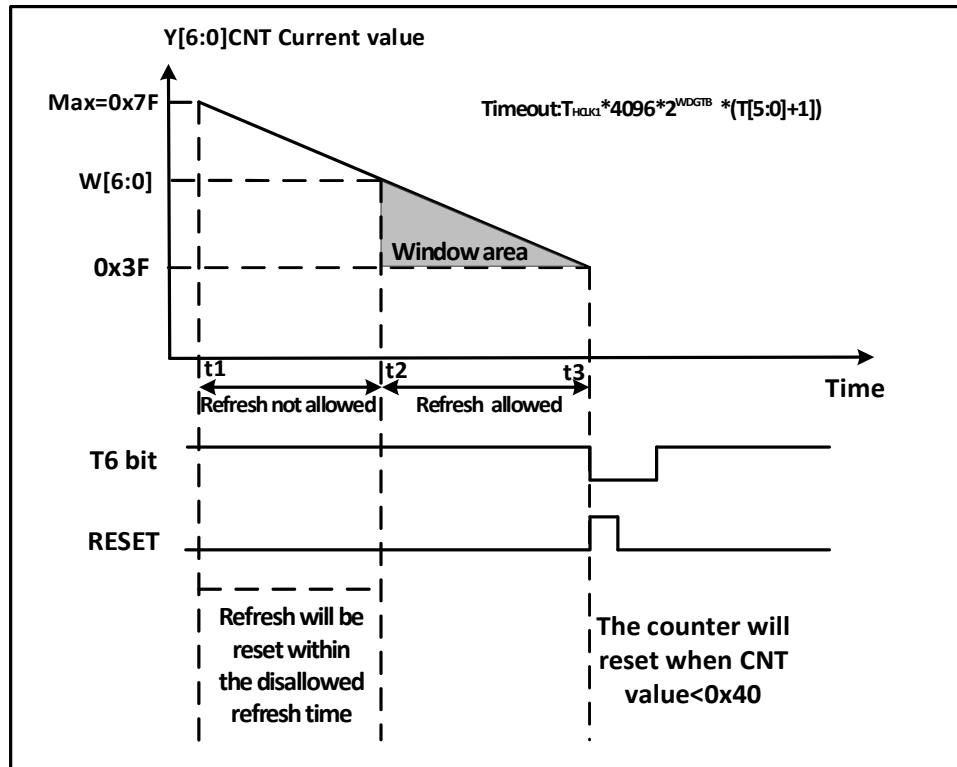 Y[6:0]CNT Current value
Max=0x7F
Timeout:THCLK1*4096*2WDGTB *(T[5:0]+1])
W[6:0]
Window area
0x3F
t1
t2
t3
Time
Refresh not allowed
Refresh allowed
T6 bit
RESET
Refresh will be
reset within
the disallowed
refresh time
The counter will
reset when CNT
value<0x40